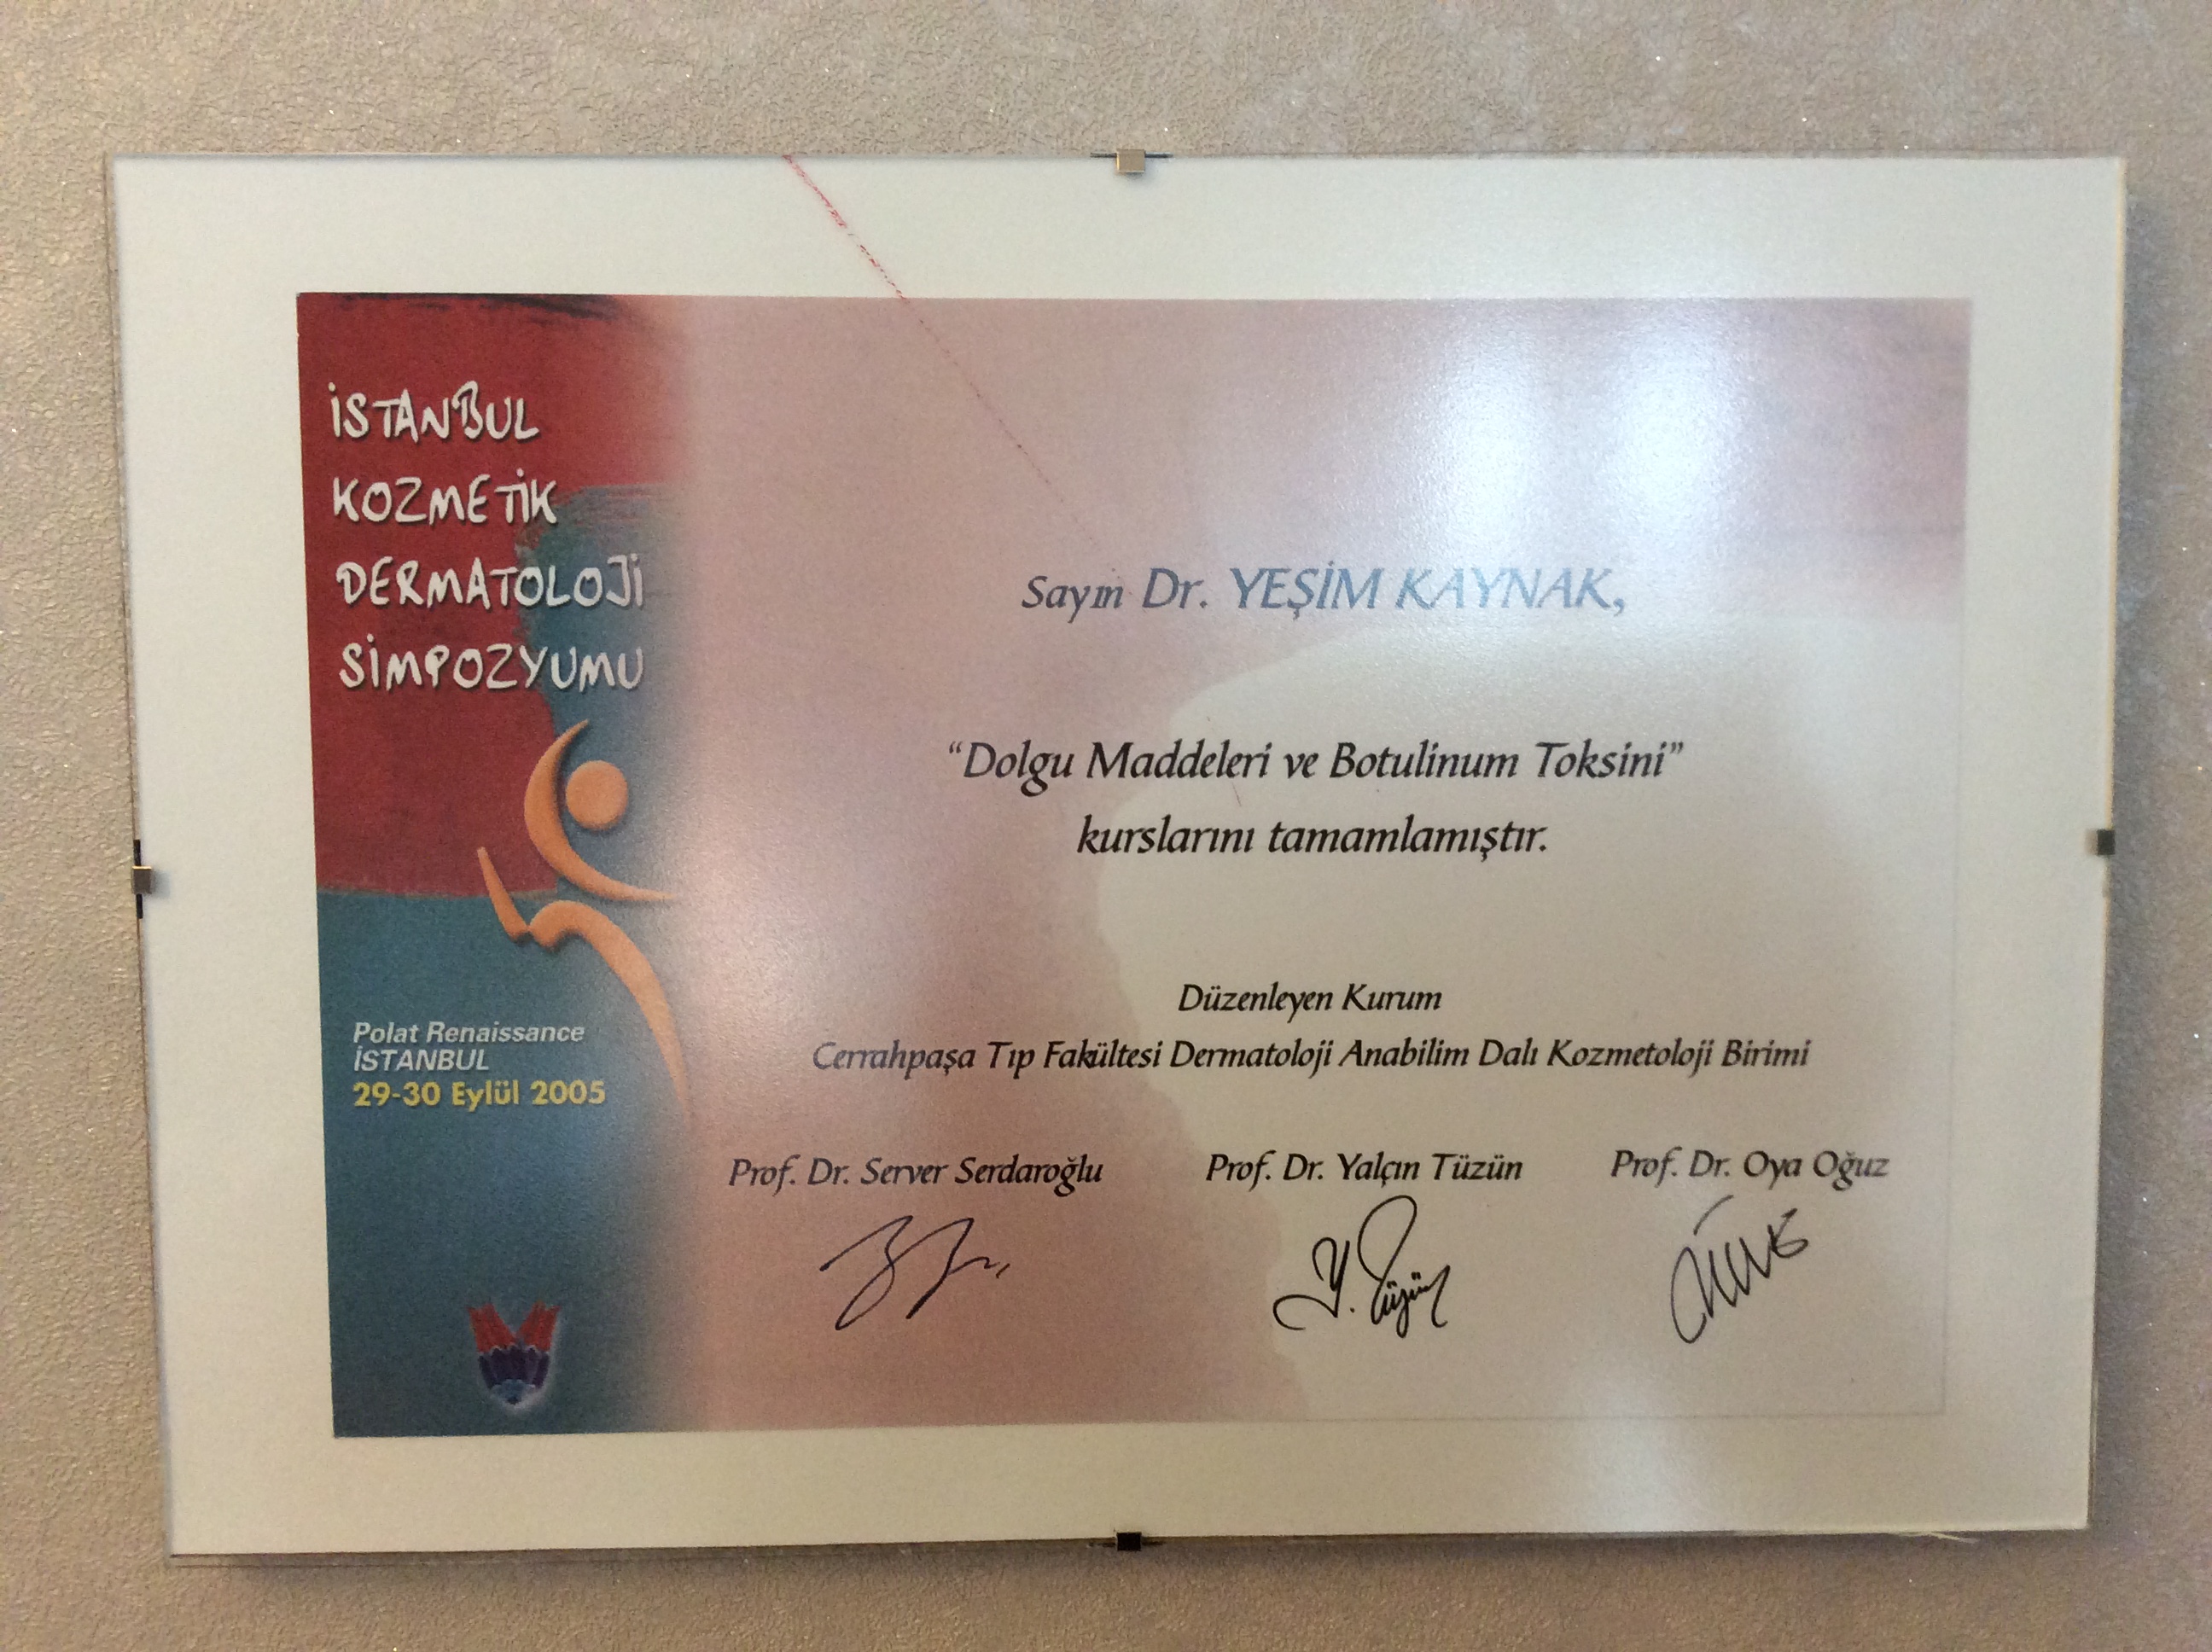 İSTANBUL
KOZMETİK
DERMATOLOJİ
SİMPOZYUMU
Polat Renaissance
İSTANBUL
29-30 Eylül 2005
Sayın Dr. YEŞİM KAYNAK,
“Dolgu Maddeleri ve Botulinum Toksini”
kurslarını tamamlamıştır.
Düzenleyen Kurum
Cerrahpaşa Tıp Fakültesi Dermatoloji Anabilim Dalı Kozmetoloji Birimi
Prof. Dr. Server Serdaroğlu Prof. Dr. Yalçın Tüzün Prof. Dr. Oya Oğuz
Y. Tüzün